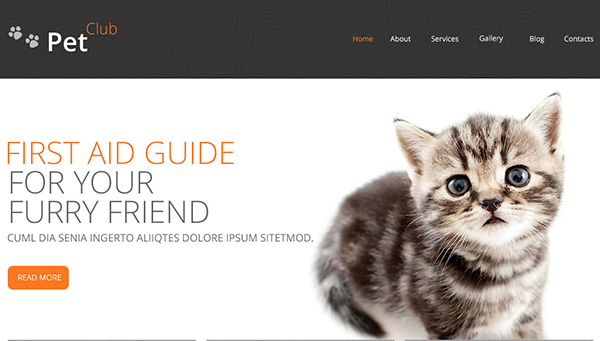 Pet Club
Home About Services Gallery Blog Contacts
FIRST AID GUIDE
FOR YOUR
FURRY FRIEND
CUML DIA SENIA INGERTO ALIIQTES DOLORE IPSUM SITETMOD.
READ MORE